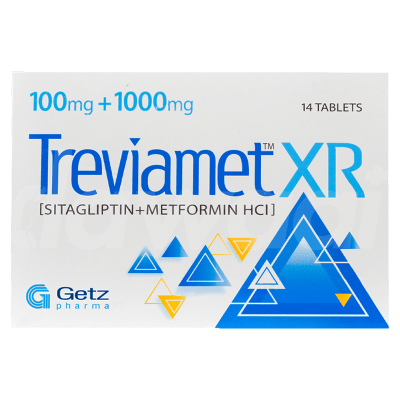 100mg + 1000mg
14 TABLETS
Treviamet™ XR
[SITAGLIPTIN+METFORMIN HCl]
Getz
pharma